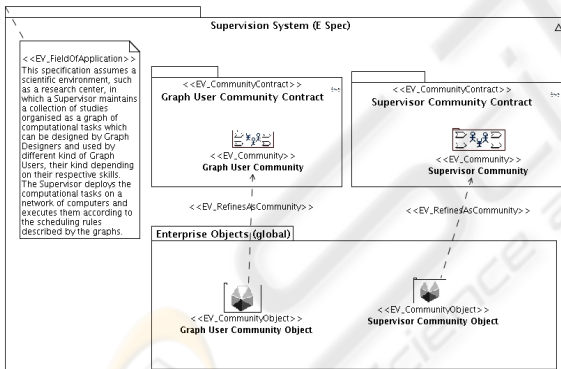 Supervision System (E Spec)
<<EV_FieldOfApplication>>
This specification assumes a
scientific environment, such
as a research center, in
which a Supervisor maintains
a collection of studies
organised as a graph of
computational tasks which
can be designed by Graph
Designers and used by
different kind of Graph
Users, their kind depending
on their respective skills.
The Supervisor deploys the
computational tasks on a
network of computers and
executes them according to
the scheduling rules
described by the graphs.
<<EV_CommunityContract>>
Graph User Community Contract
<<EV_Community>>
Graph User Community
<<EV_CommunityContract>>
Supervisor Community Contract
<<EV_Community>>
Supervisor Community
<<EV_RefinesAsCommunity>>
<<EV_RefinesAsCommunity>>
Enterprise Objects (global)
<<EV_CommunityObject>>
Graph User Community Object
<<EV_CommunityObject>>
Supervisor Community Object